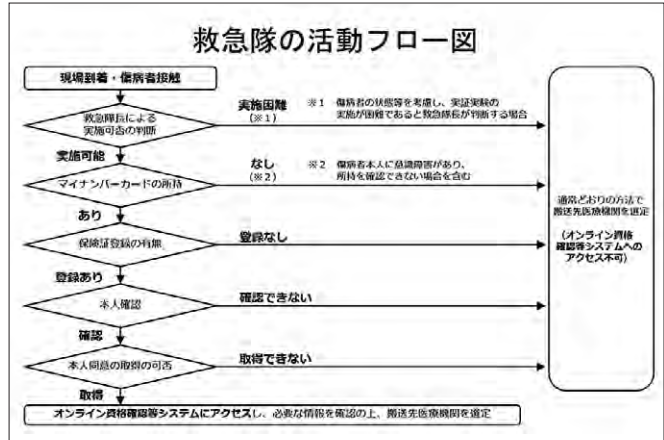 救急隊の活動フロー図
現場到着・傷病者接触
救急隊長による
実施可否の判断
実施困難
(※1)
※1 傷病者の状態等を考慮し、実証実験の
実施が困難であると救急隊長が判断する場合
実施可能
マイナンバーカードの所持
なし
(※2)
※2 傷病者本人に意識障害があり、
所持を確認できない場合を含む
あり
保険証登録の有無
登録なし
登録あり
本人確認
確認できない
確認
本人同意の取得の可否
取得できない
取得
オンライン資格確認等システムにアクセスし、必要な情報を確認の上、搬送先医療機関を選定
通常どおりの方法で
搬送先医療機関を選定
(オンライン資格
確認等システムへの
アクセス不可)